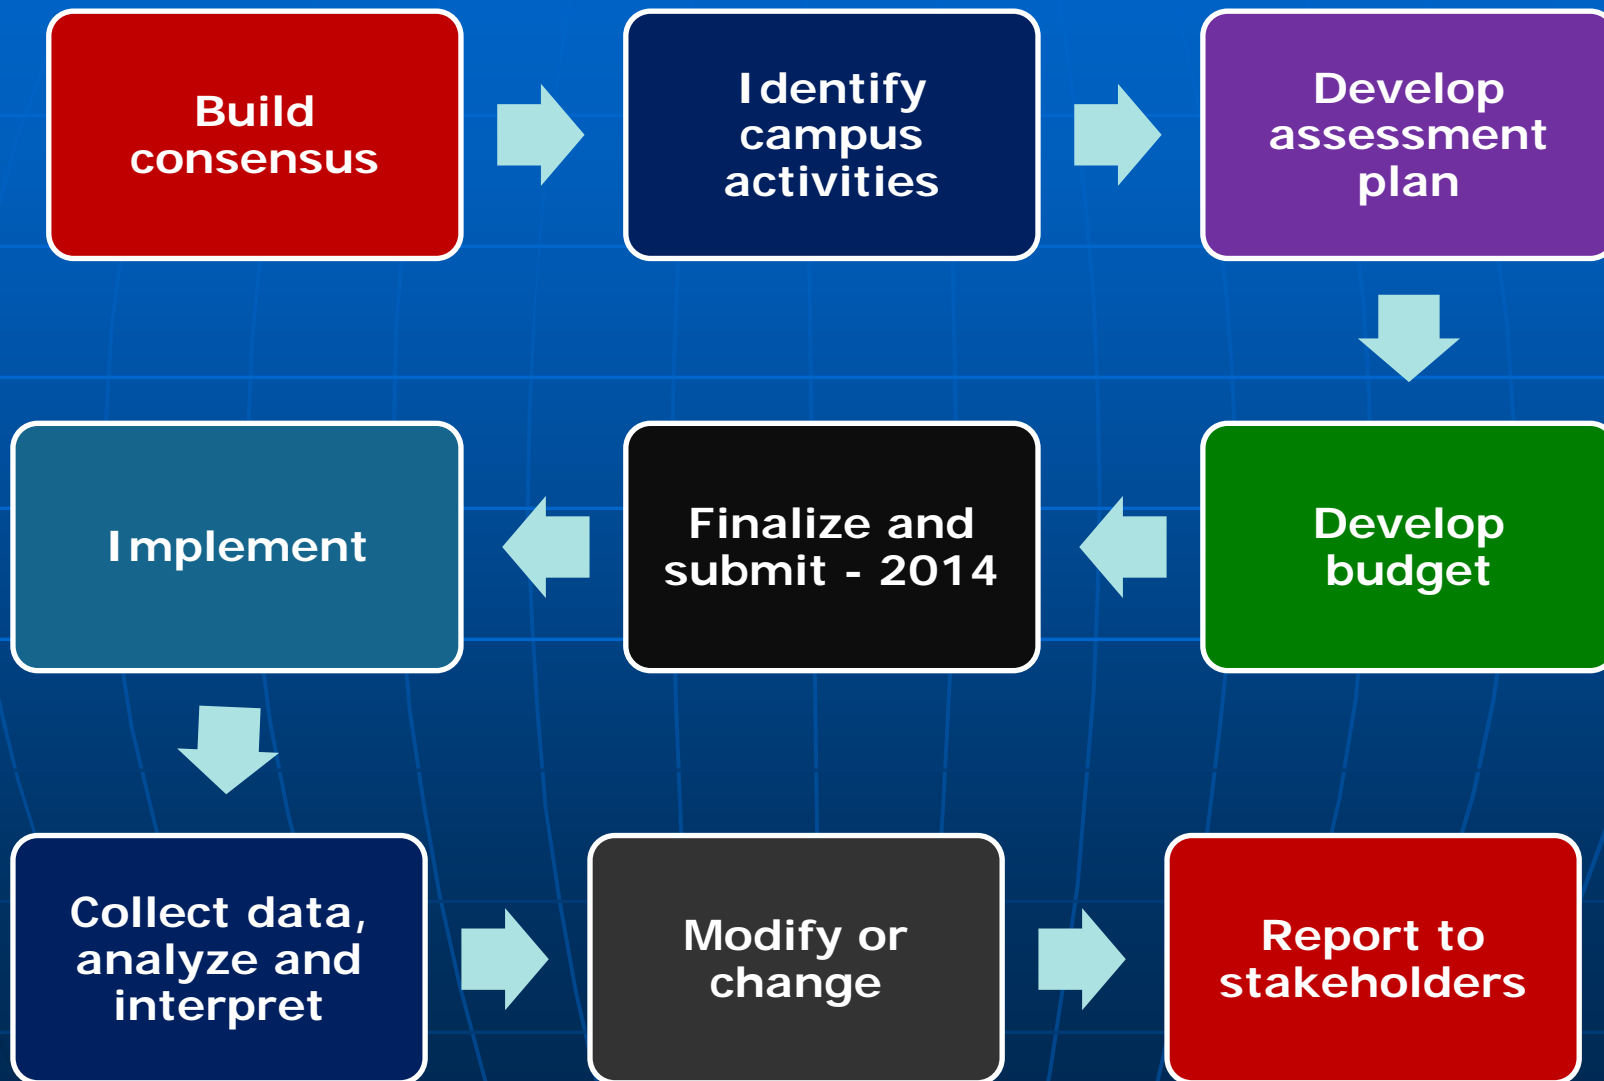 Build
consensus
Identify
campus
activities
Develop
assessment
plan
Develop
budget
Finalize and
submit - 2014
Implement
Collect data,
analyze and
interpret
Modify or
change
Report to
stakeholders